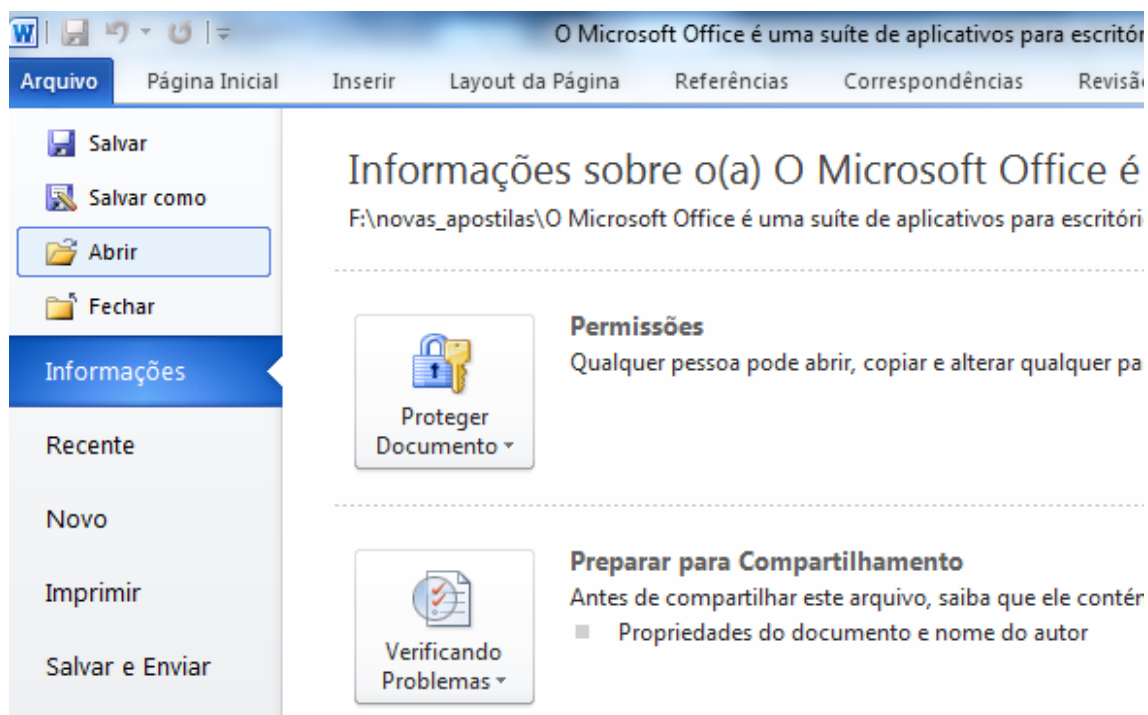 W
O Microsoft Office é uma suíte de aplicativos para escritór
Arquivo Página Inicial Inserir Layout da Página Referências Correspondências Revisã
Salvar
Salvar como
Abrir
Fechar
Informações
Recente
Novo
Imprimir
Salvar e Enviar
Informações sobre o(a) O Microsoft Office é
F:\novas_apostilas\O Microsoft Office é uma suíte de aplicativos para escritóri
Proteger
Documento
Permissões
Qualquer pessoa pode abrir, copiar e alterar qualquer pa
Verificando
Problemas
Preparar para Compartilhamento
Antes de compartilhar este arquivo, saiba que ele contén
Propriedades do documento e nome do autor